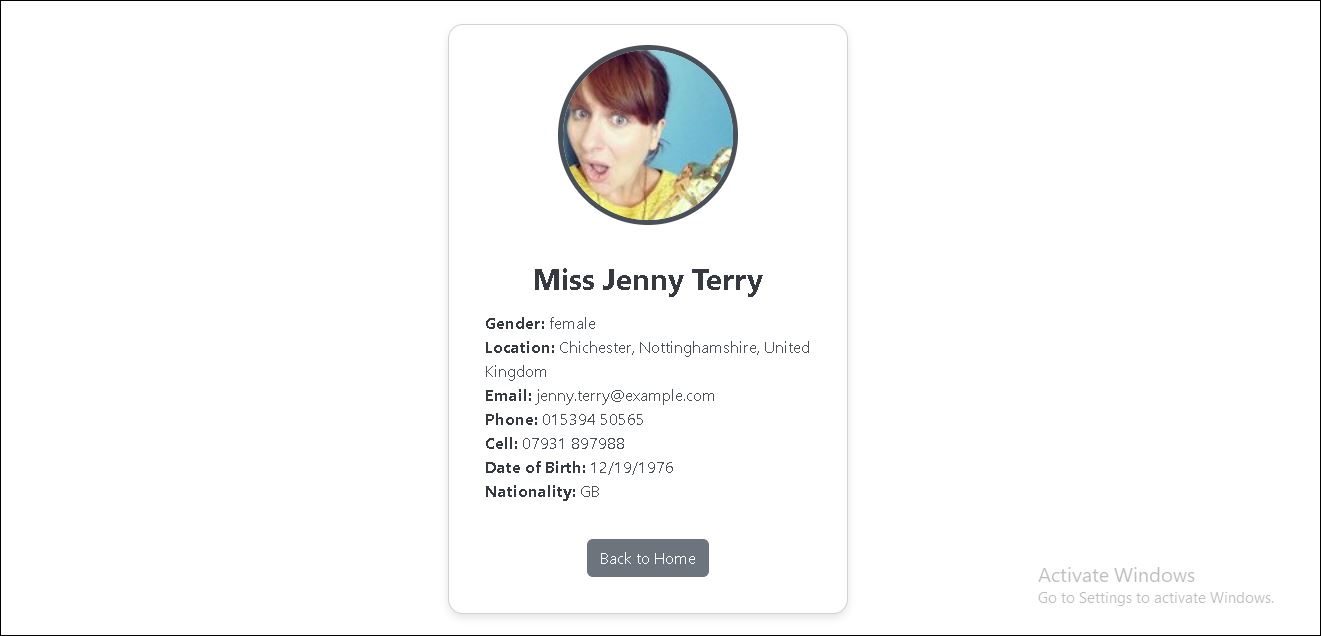 Miss Jenny Terry
Gender: female
Location: Chichester, Nottinghamshire, United
Kingdom
Email: jenny.terry@example.com
Phone: 015394 50565
Cell: 07931 897988
Date of Birth: 12/19/1976
Nationality: GB
Back to Home
Activate Windows
Go to Settings to activate Windows.